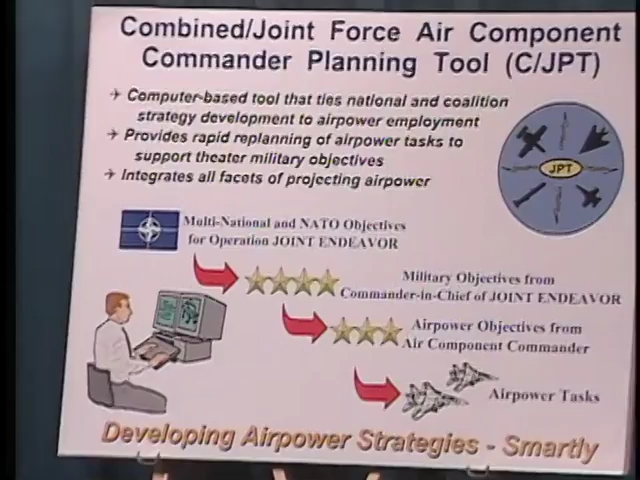 Combined/Joint Force Air Component
Commander Planning Tool (C/JPT)
Computer-based tool that ties national and coalition
strategy development to airpower employment
Provides rapid replanning of airpower tasks to
support theater military objectives
Integrates all facets of projecting airpower
JPT
Multi-National and NATO Objectives
for Operation JOINT ENDEAVOR
Military Objectives from
Commander-in-Chief of JOINT ENDEAVOR
Airpower Objectives from
Air Component Commander
Airpower Tasks
Developing Airpower Strategies - Smartly